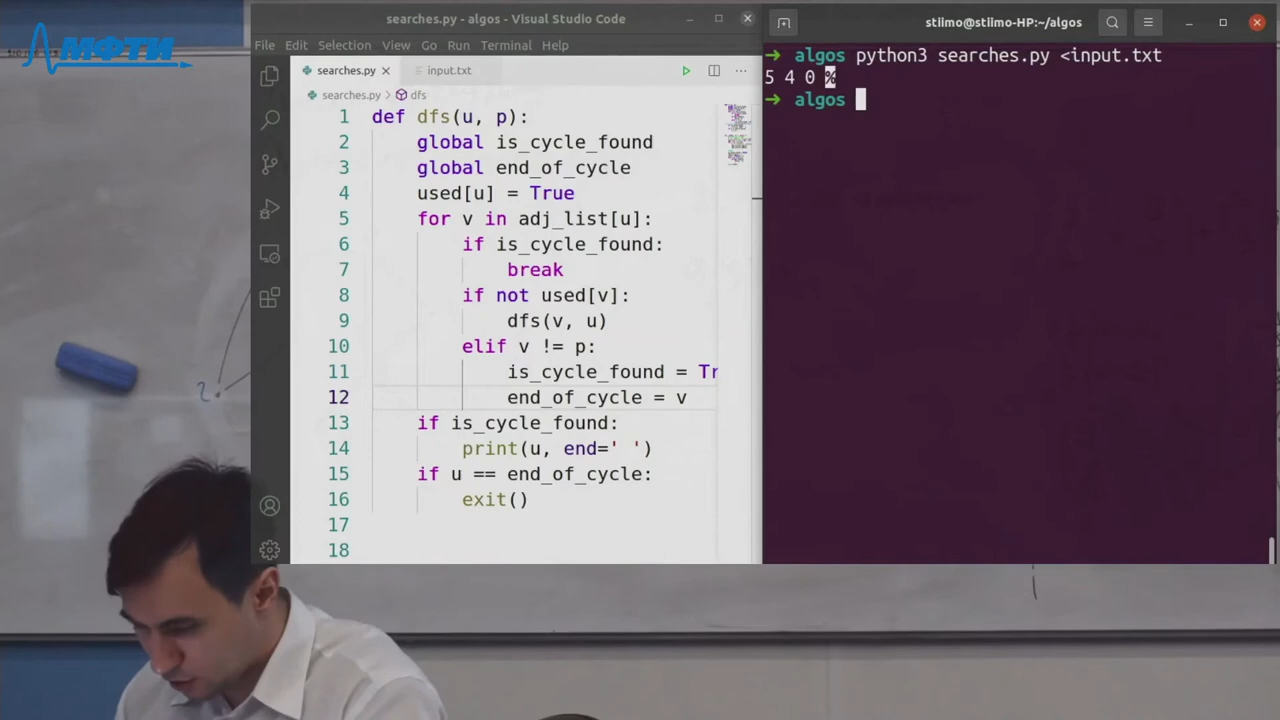 МФТИ
searches.py - algos - Visual Studio Code
File Edit Selection View Go Run Terminal Help
searches.py
input.txt
searches.py > dfs
1 def dfs(u, p):
2 global is_cycle_found
3 global end_of_cycle
4 used[u] = True
5 for v in adj_list[u]:
6 if is_cycle_found:
7 break
8 if not used[v]:
9 dfs(v, u)
10 elif v != p:
11 is_cycle_found = Tr
12 end_of_cycle = v
13 if is_cycle_found:
14 print(u, end=' ')
15 if u == end_of_cycle:
16 exit()
17
18
stiimo@stiimo-HP:~/algos
→ algos python3 searches.py <input.txt
5 4 0 %
→ algos
2